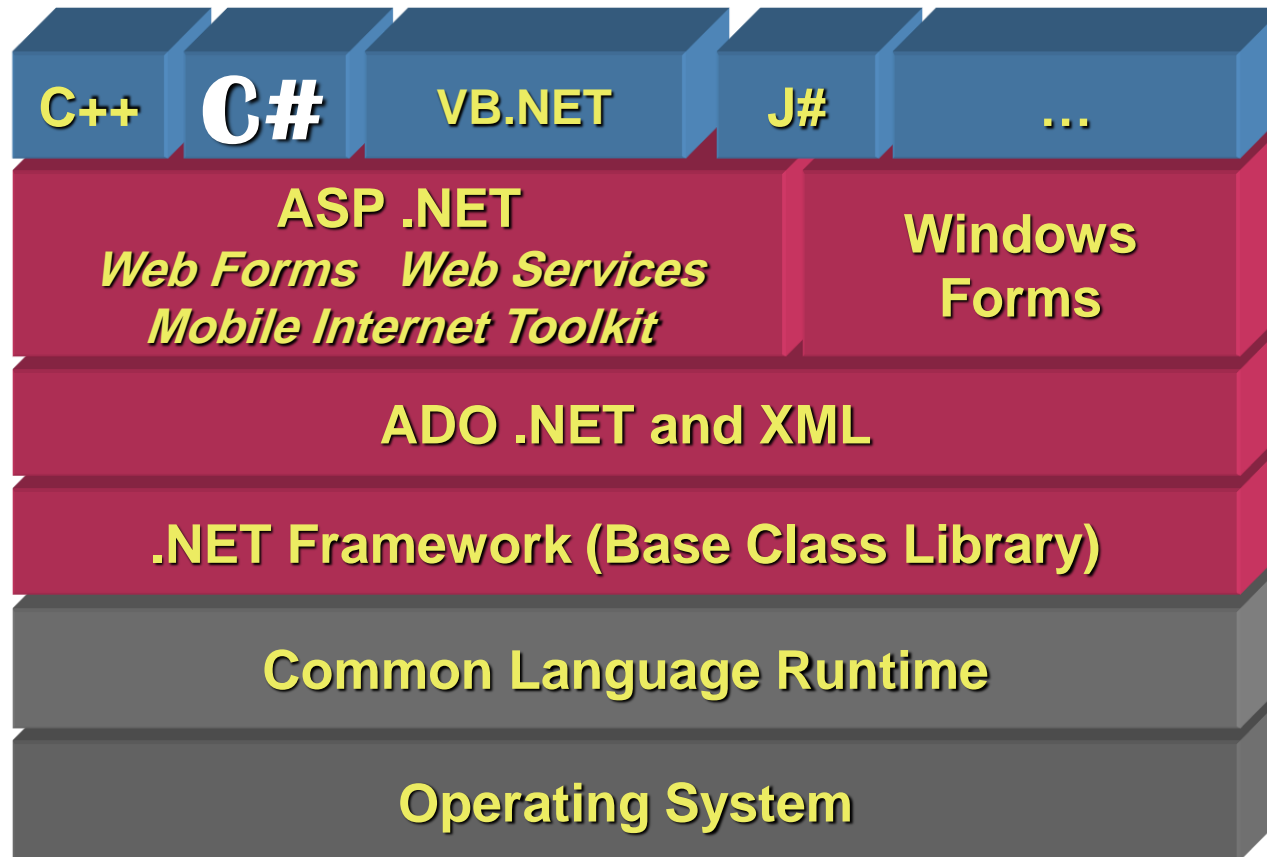 C++ C# VB.NET J# …
ASP .NET
Web Forms Web Services
Mobile Internet Toolkit
Windows
Forms
ADO .NET and XML
.NET Framework (Base Class Library)
Common Language Runtime
Operating System